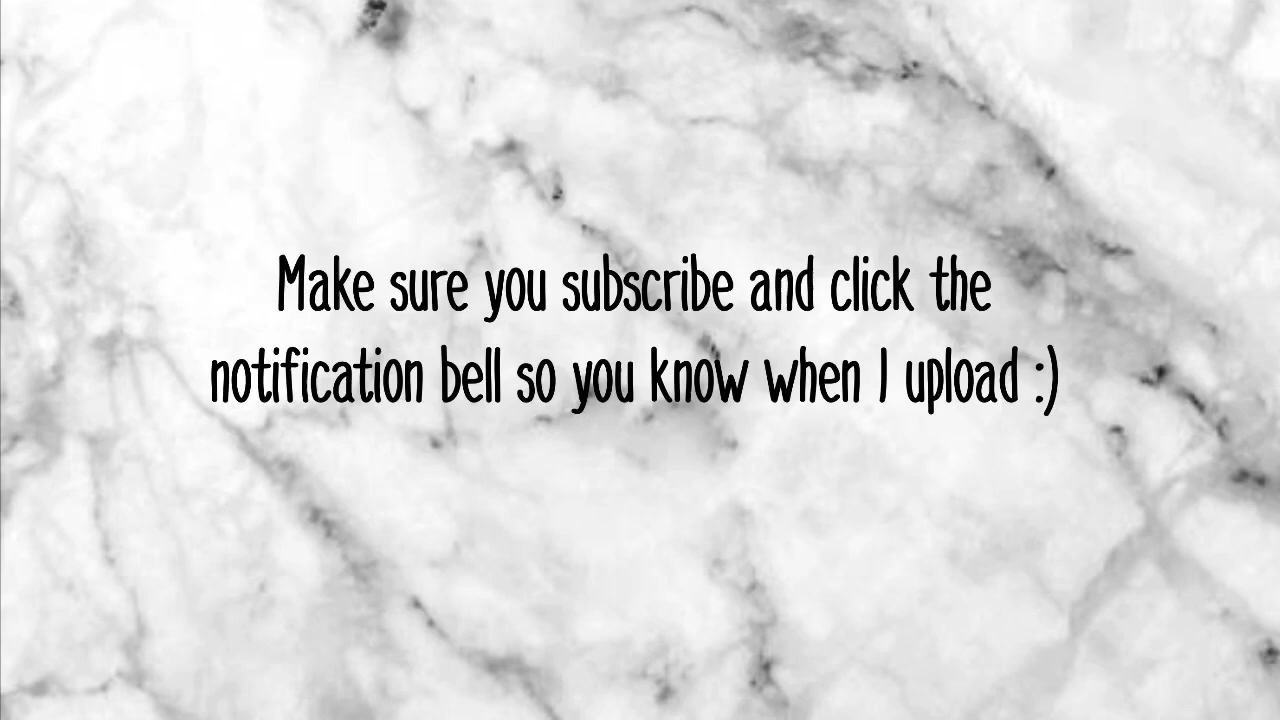 Make sure you subscribe and click the
notification bell so you know when I upload :)